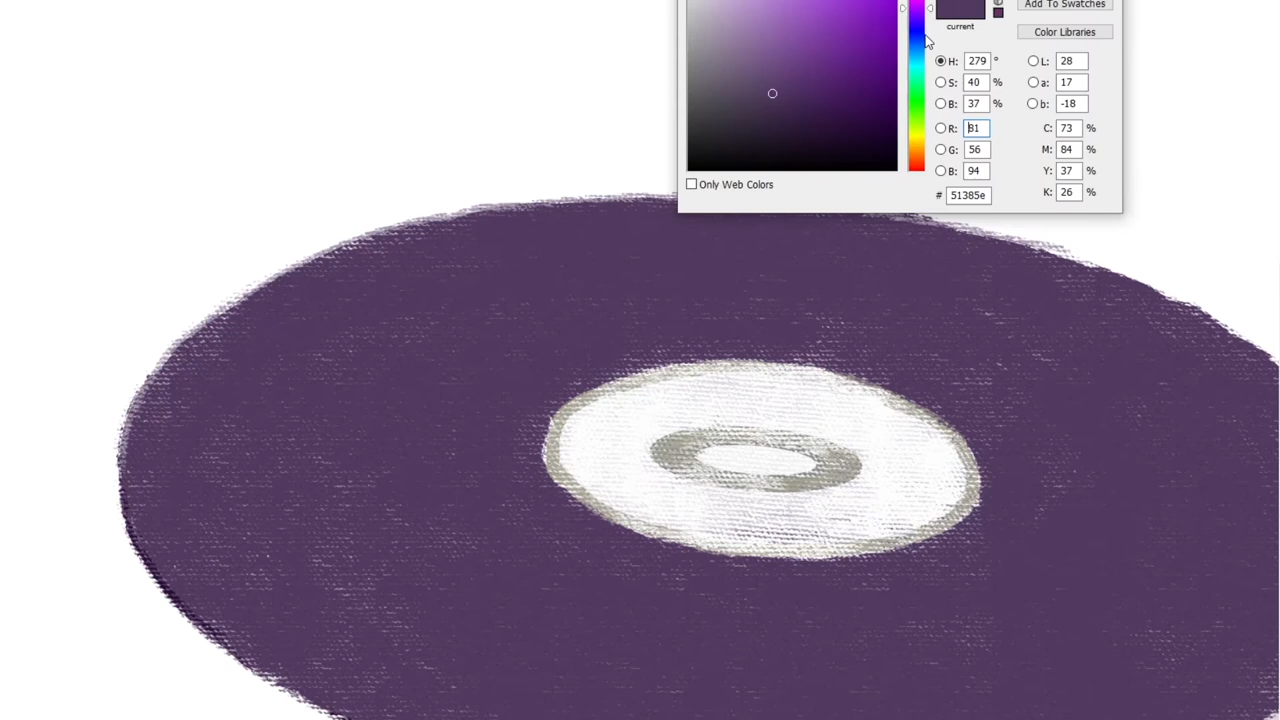 Add To Swatches
current
Color Libraries
H: 279 ° L: 28
S: 40 % a: 17
B: 37 % b: -18
R: 81 C: 73 %
G: 56 M: 84 %
B: 94 Y: 37 %
# 51385e K: 26 %
Only Web Colors